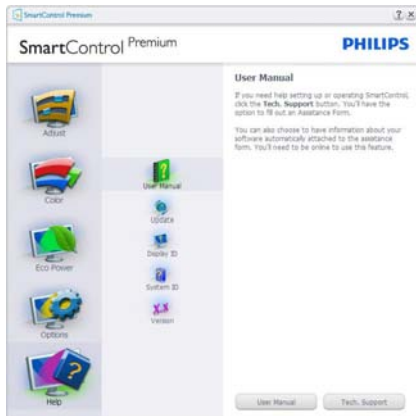 SmartControl Premium
SmartControl Premium
PHILIPS
Adjust
Color
Eco Power
Options
Help
User Manual
Update
Display ID
System ID
Version
User Manual
If you need help setting up or operating SmartControl,
click the Tech. Support button. You'll have the
option to fill out an Assistance Form.
You can also choose to have information about your
software automatically attached to the assistance
form. You'll need to be online to use this feature.
User Manual
Tech. Support